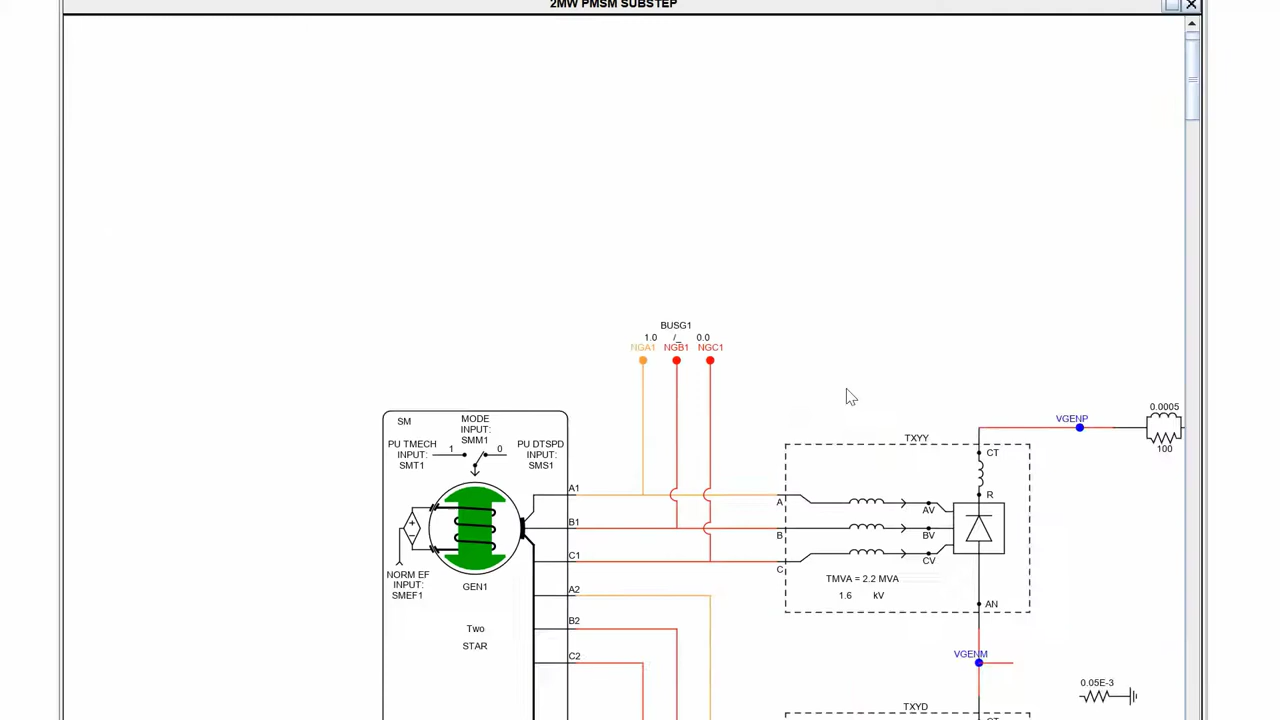 2MW PMSM SUBSTEP
BUSG1
1.0 /_ 0.0
NGA1 NGB1 NGC1
SM
MODE
INPUT:
SMM1
PU TMECH
INPUT:
SMT1
1 0
PU DTSPD
INPUT:
SMS1
A1
B1
C1
A2
B2
C2
NORM EF
INPUT:
SMEF1
GEN1
Two
STAR
TXYY
A
B
C
AV
BV
CV
CT
R
AN
TMVA = 2.2 MVA
1.6 kV
VGENP
0.0005
100
VGENM
0.05E-3
TXYD